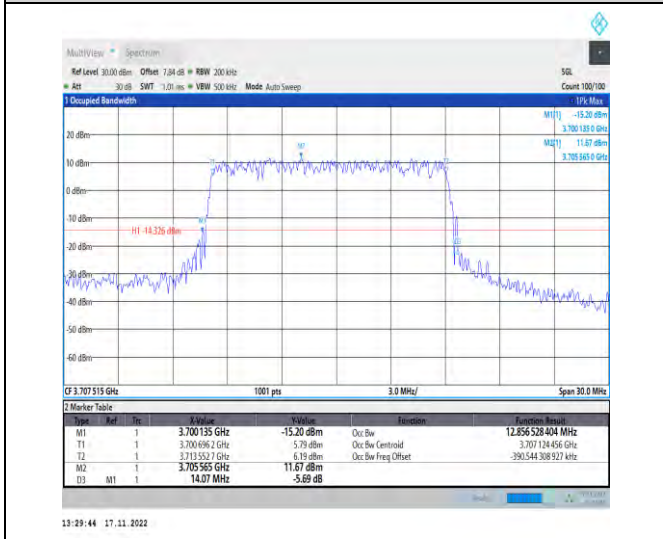 MultiView Spectrum
Ref Level 30.00 dBm Offset 7.84 dB RBW 200 kHz SGL
Att 30 dB SWT 1.01 ms VBW 500 kHz Mode Auto Sweep Count 100/100
1 Occupied Bandwidth 1Pk Max
M1[1] -15.20 dBm
3.700 135 0 GHz
M2[1] 11.67 dBm
3.705 565 0 GHz
20 dBm
M2
10 dBm
T1
0 dBm
-10 dBm
M1
H1 -14.326 dBm
-20 dBm
D3
-30 dBm
-40 dBm
-50 dBm
-60 dBm
CF 3.707 515 GHz 1001 pts 3.0 MHz/ Span 30.0 MHz
2 Marker Table
Type Ref Trc X-Value Y-Value Function Function Result
M1 1 3.700135 GHz -15.20 dBm Occ Bw 12.856 528 404 MHz
T1 1 3.700 696 2 GHz 5.79 dBm Occ Bw Centroid 3.707 124 456 GHz
T2 1 3.713 552 7 GHz 6.19 dBm Occ Bw Freq Offset -390.544 308 927 kHz
M2 1 3.705 565 GHz 11.67 dBm
D3 M1 1 14.07 MHz -5.69 dB
13:29:44 17.11.2022